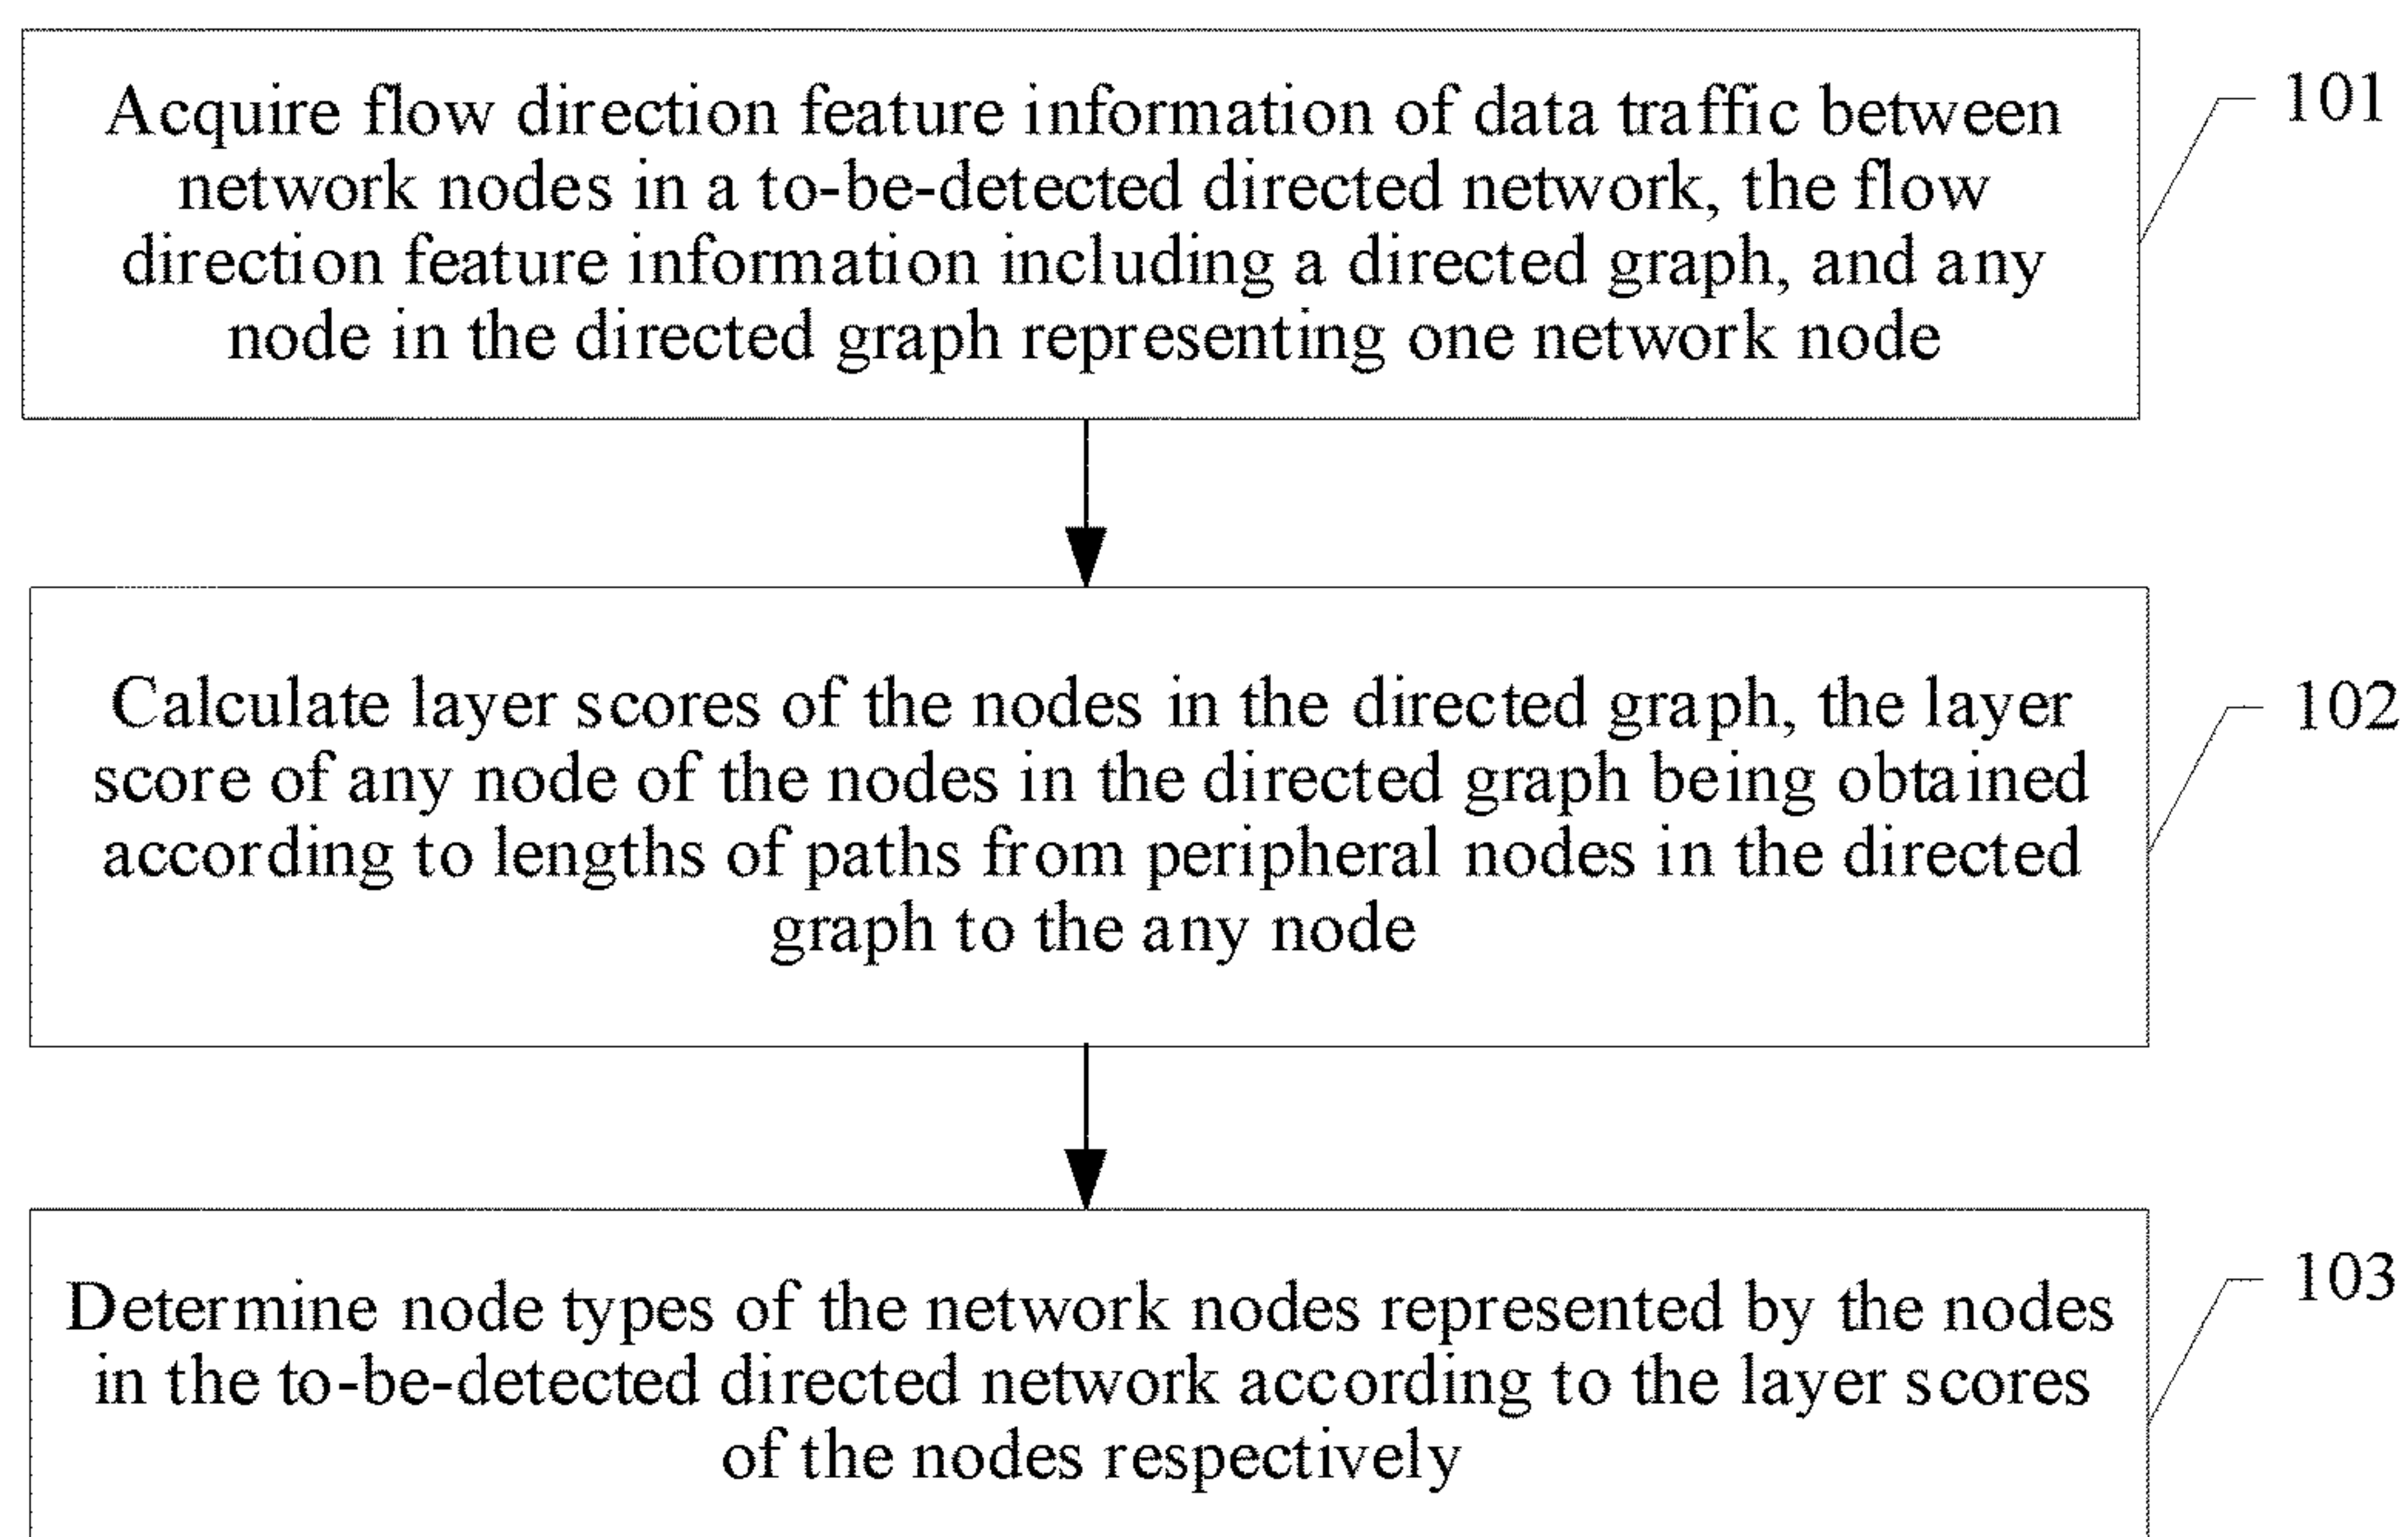 Acquire flow direction feature information of data traffic between
network nodes in a to-be-detected directed network, the flow
direction feature information including a directed graph, and any
node in the directed graph representing one network node
101
Calculate layer scores of the nodes in the directed graph, the layer
score of any node of the nodes in the directed graph being obtained
according to lengths of paths from peripheral nodes in the directed
graph to the any node
102
Determine node types of the network nodes represented by the nodes
in the to-be-detected directed network according to the layer scores
of the nodes respectively
103